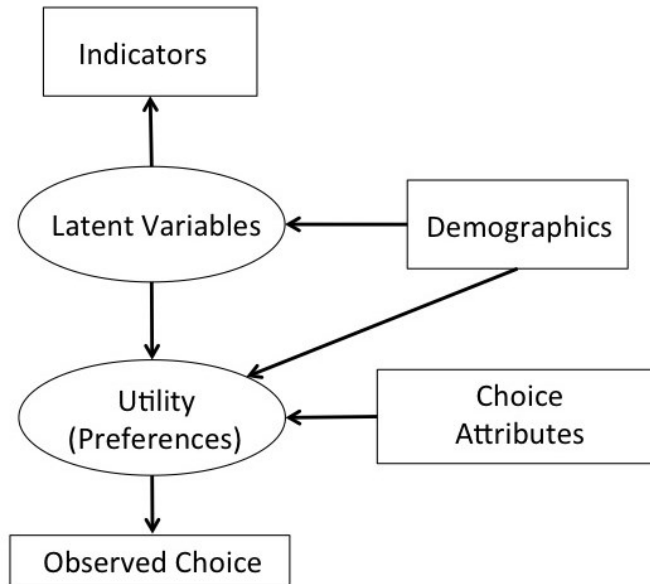 Indicators
Latent Variables
Demographics
Utility
(Preferences)
Choice
Attributes
Observed Choice